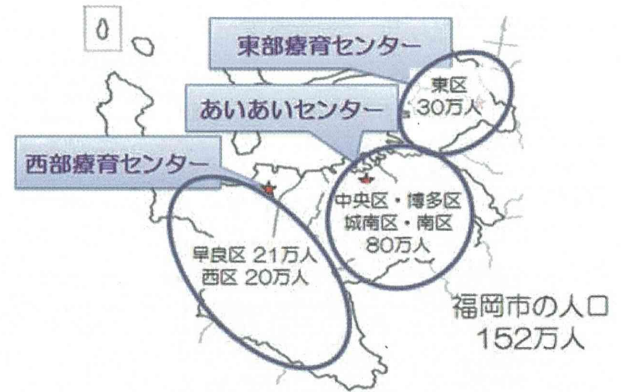 東部療育センター
東区
30万人
あいあいセンター
西部療育センター
中央区・博多区
城南区・南区
80万人
早良区 21万人
西区 20万人
福岡市の人口
152万人